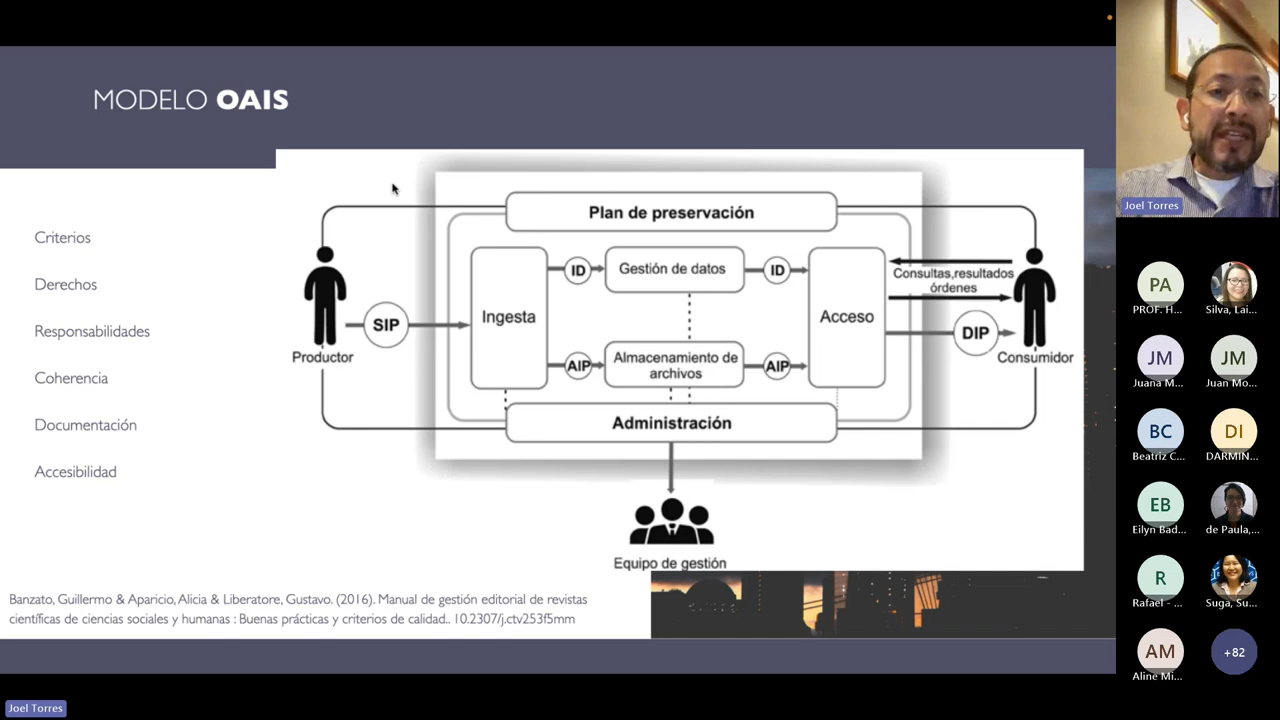 MODELO OAIS
Criterios
Derechos
Responsabilidades
Coherencia
Documentación
Accesibilidad
Plan de preservación
Productor
SIP
Ingesta
ID
Gestión de datos
ID
AIP
Almacenamiento de
archivos
AIP
Acceso
Consultas,resultados
órdenes
DIP
Consumidor
Administración
Equipo de gestión
Banzato, Guillermo & Aparicio, Alicia & Liberatore, Gustavo. (2016). Manual de gestión editorial de revistas
científicas de ciencias sociales y humanas : Buenas prácticas y criterios de calidad.. 10.2307/j.ctv253f5mm
Joel Torres
PA
PROF. H...
Silva, Lai...
JM
Juana M...
JM
Juan Mo...
BC
Beatriz C...
DI
DARMIN...
EB
Eilyn Bad...
de Paula,...
R
Rafael - ...
Suga, Su...
AM
Aline Mi...
+82
Joel Torres